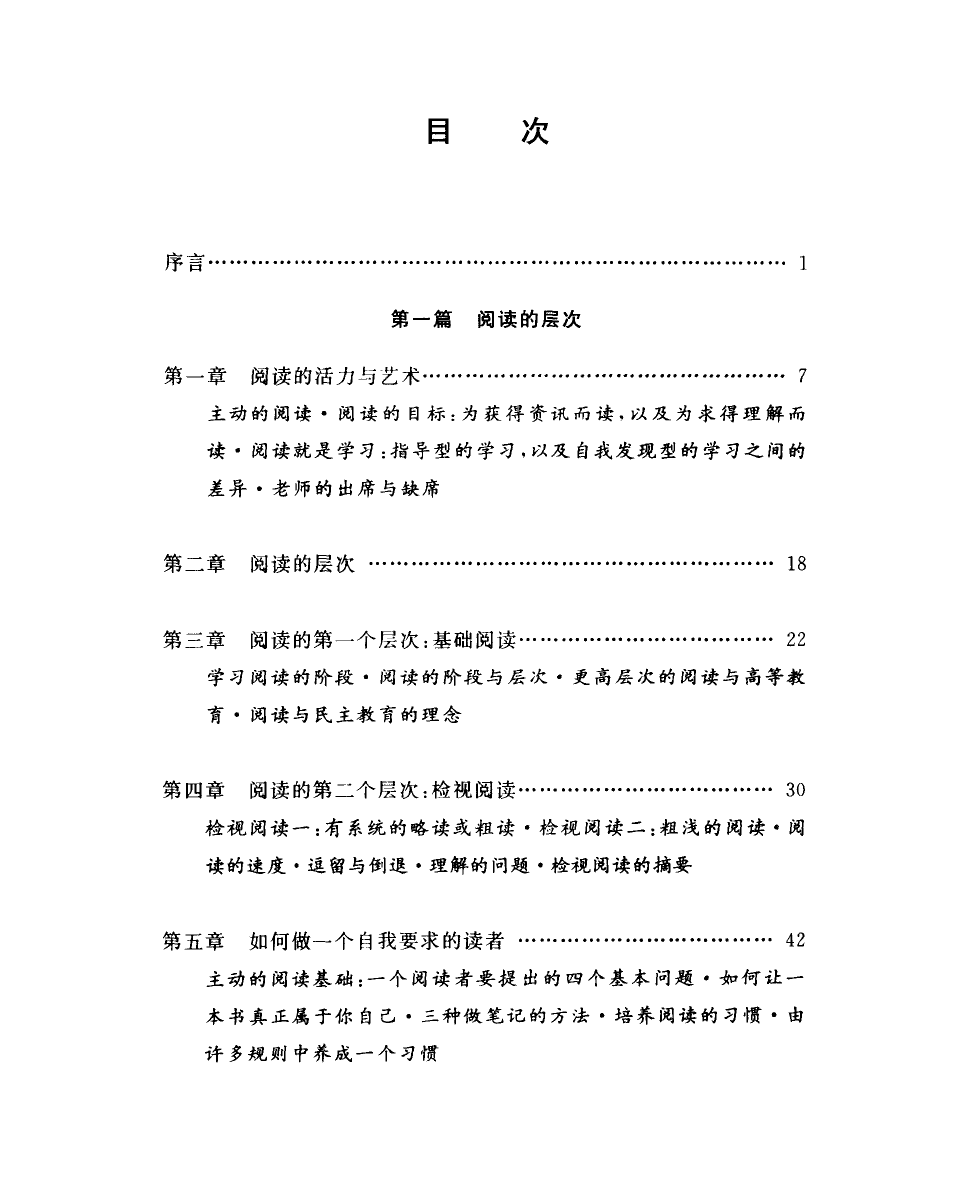 目 次
序言…………………………………………………………………… 1
第一篇 阅读的层次
第一章 阅读的活力与艺术………………………………………… 7
主动的阅读·阅读的目标:为获得资讯而读,以及为求得理解而
读·阅读就是学习:指导型的学习,以及自我发现型的学习之间的
差异·老师的出席与缺席
第二章 阅读的层次 ……………………………………………… 18
第三章 阅读的第一个层次:基础阅读…………………………… 22
学习阅读的阶段·阅读的阶段与层次·更高层次的阅读与高等教
育·阅读与民主教育的理念
第四章 阅读的第二个层次:检视阅读…………………………… 30
检视阅读一:有系统的略读或粗读·检视阅读二:粗浅的阅读·阅
读的速度·逗留与倒退·理解的问题·检视阅读的摘要
第五章 如何做一个自我要求的读者 …………………………… 42
主动的阅读基础:一个阅读者要提出的四个基本问题·如何让一
本书真正属于你自己·三种做笔记的方法·培养阅读的习惯·由
许多规则中养成一个习惯